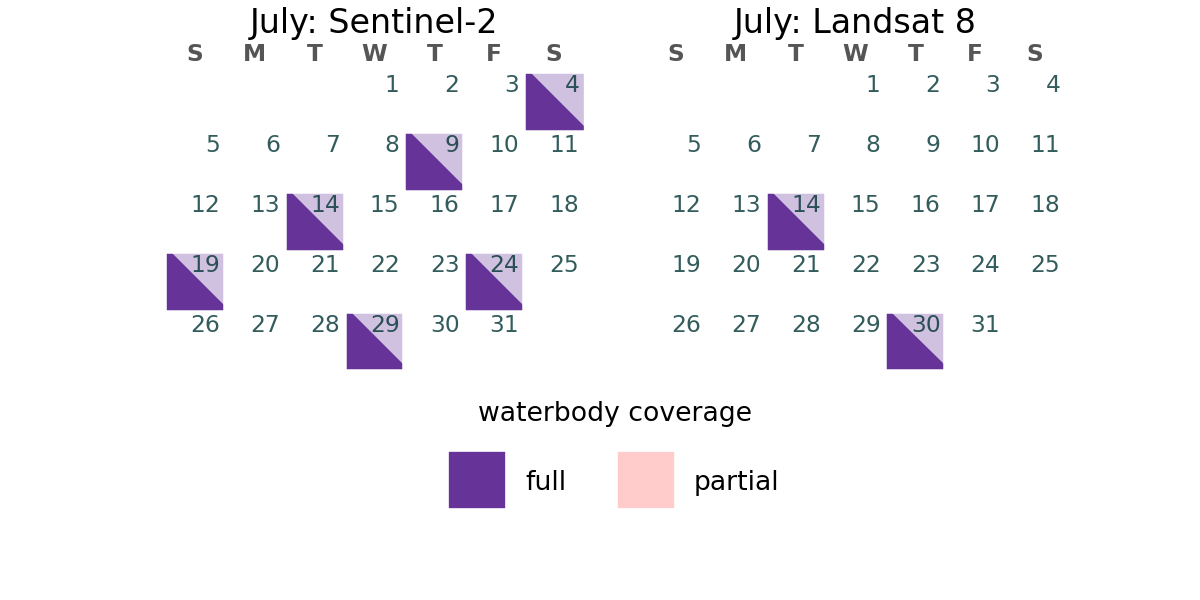 July: Sentinel-2
S M T W T F S
1 2 3 4
5 6 7 8 9 10 11
12 13 14 15 16 17 18
19 20 21 22 23 24 25
26 27 28 29 30 31
July: Landsat 8
S M T W T F S
1 2 3 4
5 6 7 8 9 10 11
12 13 14 15 16 17 18
19 20 21 22 23 24 25
26 27 28 29 30 31
waterbody coverage
full partial